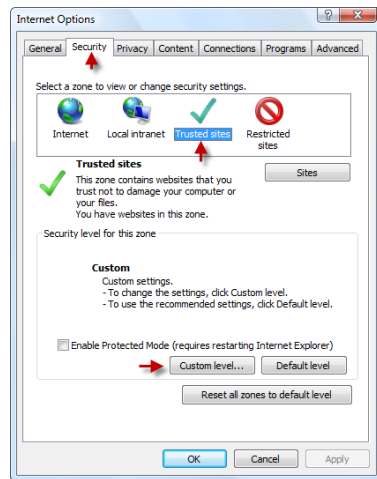 Internet Options
General Security Privacy Content Connections Programs Advanced
Select a zone to view or change security settings.
Internet Local intranet Trusted sites Restricted
sites
Trusted sites
Sites
This zone contains websites that you
trust not to damage your computer or
your files.
You have websites in this zone.
Security level for this zone
Custom
Custom settings.
- To change the settings, click Custom level.
- To use the recommended settings, click Default level.
Enable Protected Mode (requires restarting Internet Explorer)
Custom level... Default level
Reset all zones to default level
OK Cancel Apply